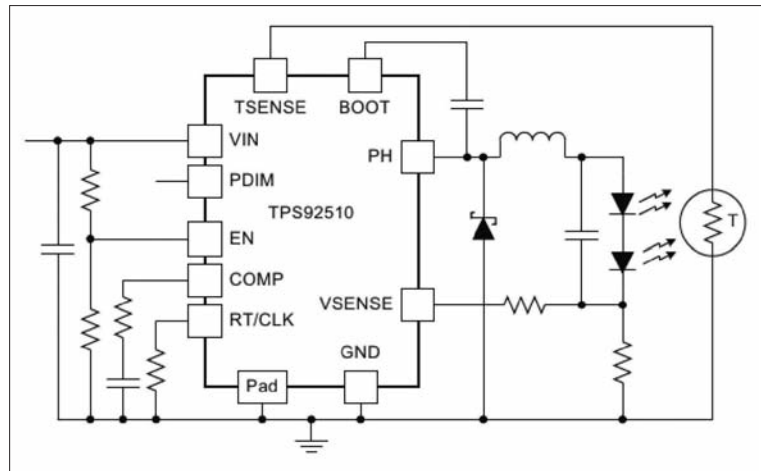 TSENSE
BOOT
VIN
PH
PDIM
TPS92510
T
EN
COMP
VSENSE
RT/CLK
GND
Pad